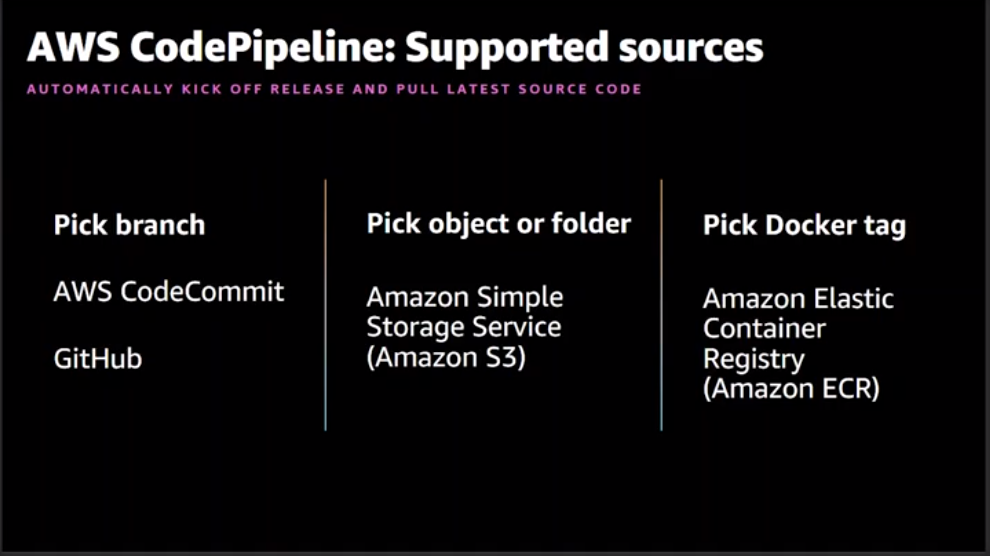 AWS CodePipeline: Supported sources
AUTOMATICALLY KICK OFF RELEASE AND PULL LATEST SOURCE CODE
Pick branch
AWS CodeCommit
GitHub
Pick object or folder
Amazon Simple
Storage Service
(Amazon S3)
Pick Docker tag
Amazon Elastic
Container
Registry
(Amazon ECR)